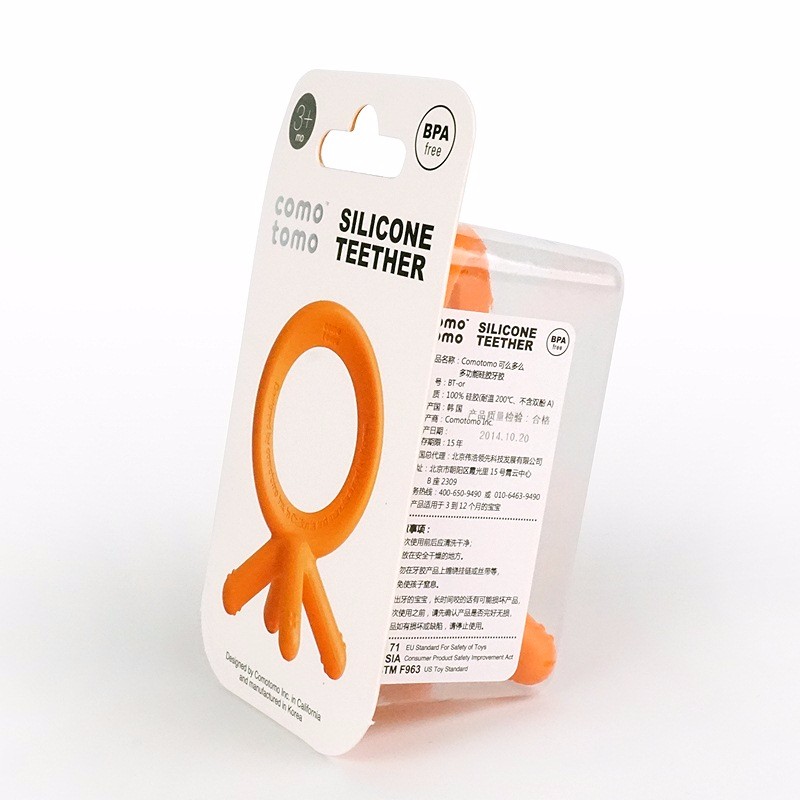 3+
mo
BPA
free
como™
tomo
SILICONE
TEETHER
Designed by Comotomo Inc. in California
and manufactured in Korea
omo™
omo
SILICONE
TEETHER
BPA
free
品名称：Comotomo 可么多么
多功能硅胶牙胶
号：BT-or
质：100% 硅胶(耐温 200℃，不含双酚 A)
产国：韩 国
产品质量检验：合格
产商：Comotomo Inc.
产日期：
2014.10.20
存期限：15 年
国总代理：北京伟浩领先科技发展有限公司
址：北京市朝阳区霞光里 15 号霄云中心
B 座 2309
务热线：400-650-9490 或 010-6463-9490
产品适用于 3 到 12 个月的宝宝
事项：
次使用前后应清洗干净；
放在安全干燥的地方。
勿在牙胶产品上缠绕挂链或丝带等，
免使孩子窒息。
出牙的宝宝，长时间咬的话有可能损坏产品，
次使用之前，请先确认产品是否完好无损，
品如有损坏或缺陷，请停止使用。
71 EU Standard For Safety of Toys
SIA Consumer Product Safety Improvement Act
TM F963 US Toy Standard